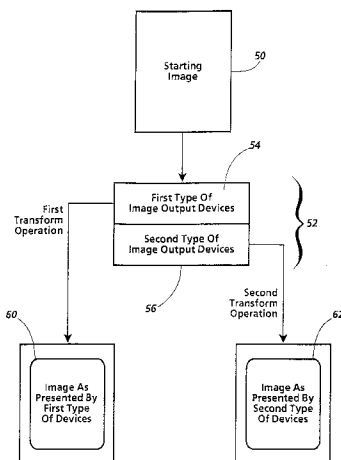 Starting
Image
50
54
First Type Of
Image Output Devices
Second Type Of
Image Output Devices
52
56
First
Transform
Operation
Second
Transform
Operation
60
Image As
Presented By
First Type
Of Devices
62
Image As
Presented By
Second Type
Of Devices